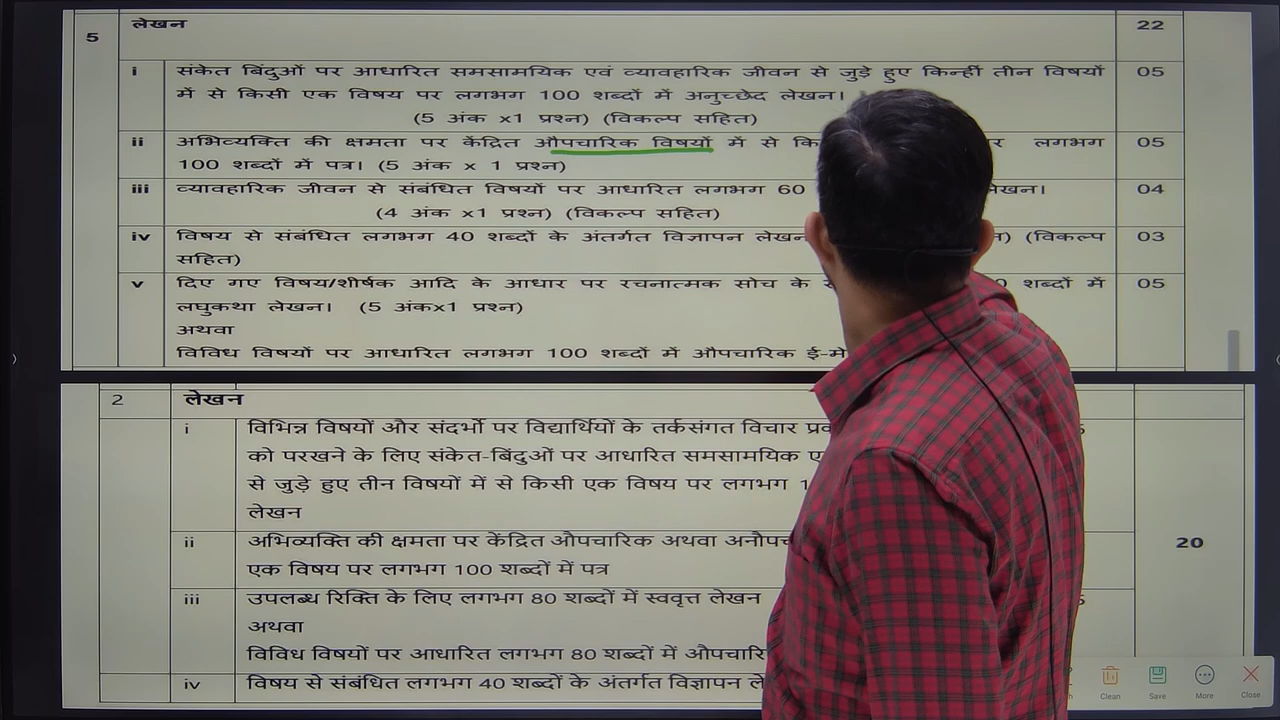 5 लेखन 22
i संकेत बिंदुओं पर आधारित समसामयिक एवं व्यावहारिक जीवन से जुड़े हुए किन्हीं तीन विषयों 05
में से किसी एक विषय पर लगभग 100 शब्दों में अनुच्छेद लेखन।
(5 अंक x1 प्रश्न) (विकल्प सहित)
ii अभिव्यक्ति की क्षमता पर केंद्रित औपचारिक विषयों में से लगभग 05
100 शब्दों में पत्र। (5 अंक x 1 प्रश्न)
iii व्यावहारिक जीवन से संबंधित विषयों पर आधारित लगभग 60 04
(4 अंक x1 प्रश्न) (विकल्प सहित)
iv विषय से संबंधित लगभग 40 शब्दों के अंतर्गत विज्ञापन (विकल्प 03
सहित)
v दिए गए विषय/शीर्षक आदि के आधार पर रचनात्मक सोच के शब्दों में 05
लघुकथा लेखन। (5 अंकx1 प्रश्न)
अथवा
विविध विषयों पर आधारित लगभग 100 शब्दों में औपचारिक
2 लेखन
i विभिन्न विषयों और संदर्भो पर विद्यार्थियों के तर्कसंगत विचार
को परखने के लिए संकेत-बिंदुओं पर आधारित समसामयिक
से जुड़े हुए तीन विषयों में से किसी एक विषय पर लगभग
लेखन
ii अभिव्यक्ति की क्षमता पर केंद्रित औपचारिक अथवा
एक विषय पर लगभग 100 शब्दों में पत्र
20
iii उपलब्ध रिक्ति के लिए लगभग 80 शब्दों में स्ववृत्त लेखन
अथवा
विविध विषयों पर आधारित लगभग 80 शब्दों में
iv विषय से संबंधित लगभग 40 शब्दों के अंतर्गत विज्ञापन
Clean Save More Close